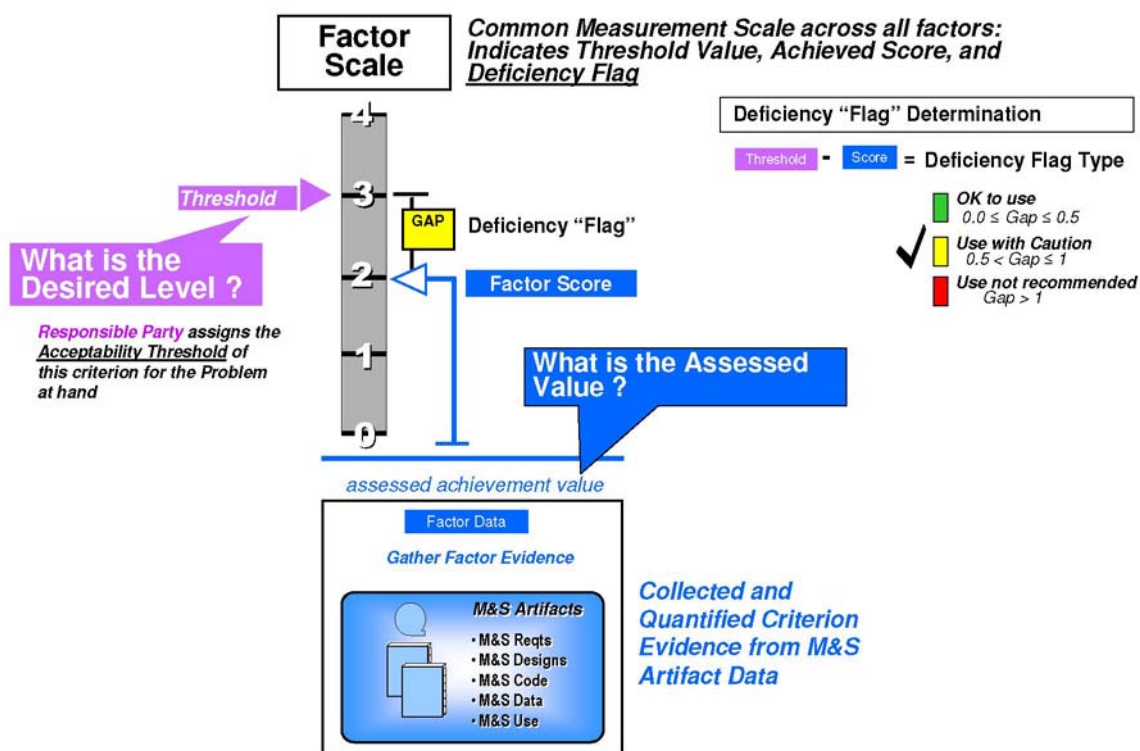 Factor
Scale
Common Measurement Scale across all factors:
Indicates Threshold Value, Achieved Score, and
Deficiency Flag
Deficiency “Flag” Determination
Threshold - Score = Deficiency Flag Type
OK to use
0.0 ≤ Gap ≤ 0.5
Use with Caution
0.5 < Gap ≤ 1
Use not recommended
Gap > 1
4
3
2
1
0
Threshold
GAP
Deficiency “Flag”
Factor Score
What is the
Desired Level ?
Responsible Party assigns the
Acceptability Threshold of
this criterion for the Problem
at hand
What is the Assessed
Value ?
assessed achievement value
Factor Data
Gather Factor Evidence
M&S Artifacts
• M&S Reqts
• M&S Designs
• M&S Code
• M&S Data
• M&S Use
Collected and
Quantified Criterion
Evidence from M&S
Artifact Data